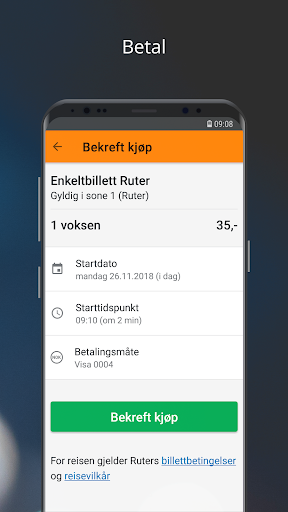 Betal
09:08
Bekreft kjøp
Enkeltbillett Ruter
Gyldig i sone 1 (Ruter)
1 voksen 35,-
Startdato
mandag 26.11.2018 (i dag)
Starttidspunkt
09:10 (om 2 min)
NOK
Betalingsmåte
Visa 0004
Bekreft kjøp
For reisen gjelder Ruters billettbetingelser
og reisevilkår